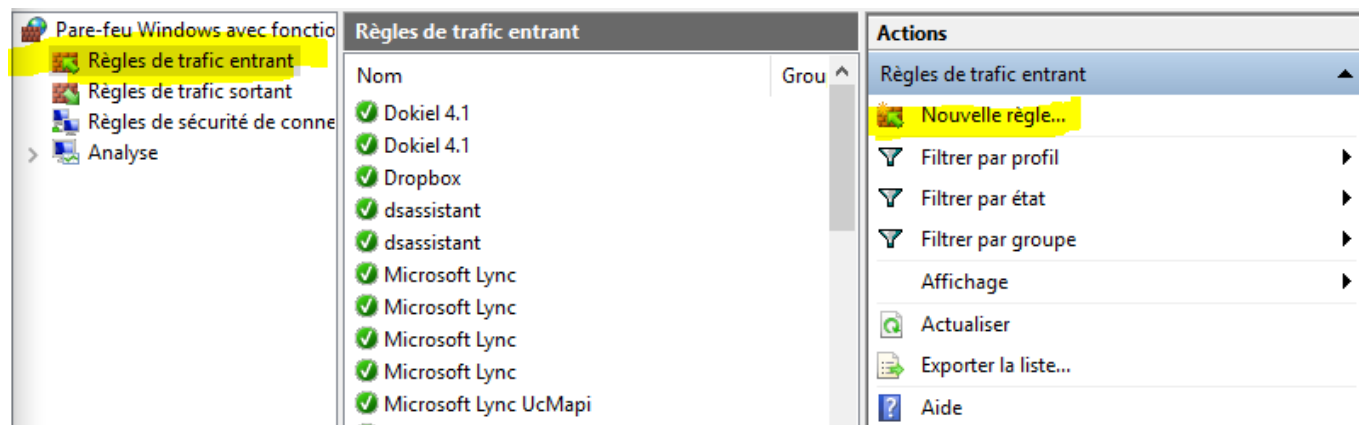 Pare-feu Windows avec fonctio
Règles de trafic entrant
Règles de trafic sortant
Règles de sécurité de conne
Analyse
Règles de trafic entrant
Nom Grou
Dokiel 4.1
Dokiel 4.1
Dropbox
dsassistant
dsassistant
Microsoft Lync
Microsoft Lync
Microsoft Lync
Microsoft Lync
Microsoft Lync UcMapi
Actions
Règles de trafic entrant
Nouvelle règle...
Filtrer par profil
Filtrer par état
Filtrer par groupe
Affichage
Actualiser
Exporter la liste...
Aide